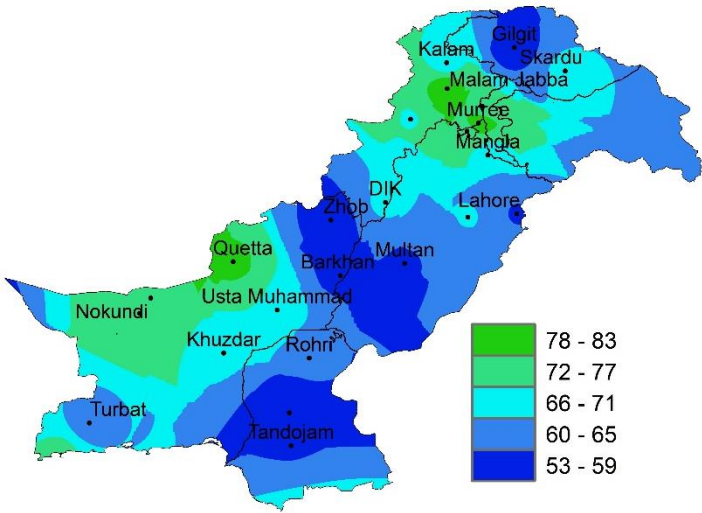 Gilgit
Kalam
Skardu
Malam Jabba
Murree
Mangla
DIK
Lahore
Zhob
Quetta
Multan
Barkhan
Usta Muhammad
Nokundi
Khuzdar
Rohri
Turbat
Tandojam
78 - 83
72 - 77
66 - 71
60 - 65
53 - 59